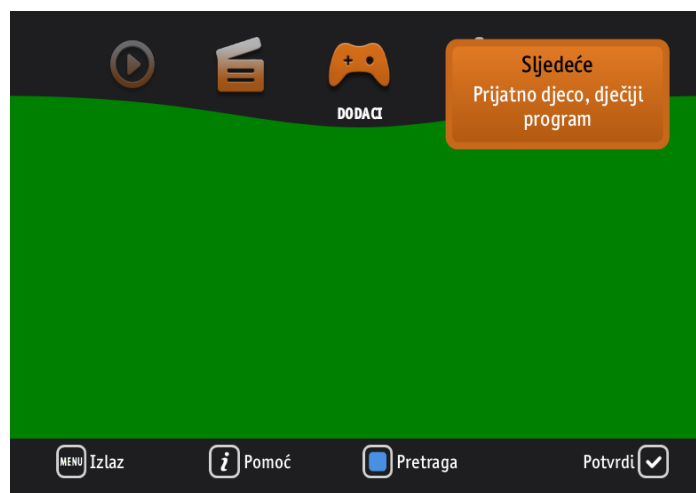 Sljedeće
Prijatno djeco, dječiji
program
DODACI
MENU Izlaz
i Pomoć
Pretraga
Potvrdi